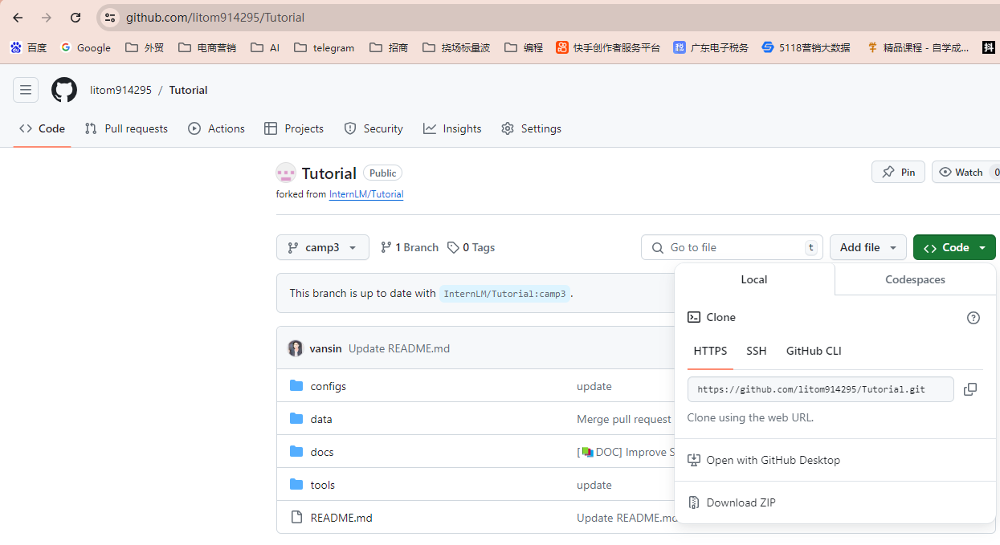 github.com/litom914295/Tutorial
百度 Google 外贸 电商营销 AI telegram 招商 挠场标量波 编程 快手创作者服务平台 税 广东电子税务 5118营销大数据 精品课程 - 自学成... 抖
litom914295 / Tutorial
Code Pull requests Actions Projects Security Insights Settings
Tutorial Public Pin Watch 0
forked from InternLM/Tutorial
camp3 1 Branch 0 Tags Go to file t Add file Code
Local Codespaces
This branch is up to date with InternLM/Tutorial:camp3 .
Clone
vansin Update README.md
HTTPS SSH GitHub CLI
configs update
https://github.com/litom914295/Tutorial.git
data Merge pull request
Clone using the web URL.
docs [DOC] Improve S
Open with GitHub Desktop
tools update
Download ZIP
README.md Update README.md